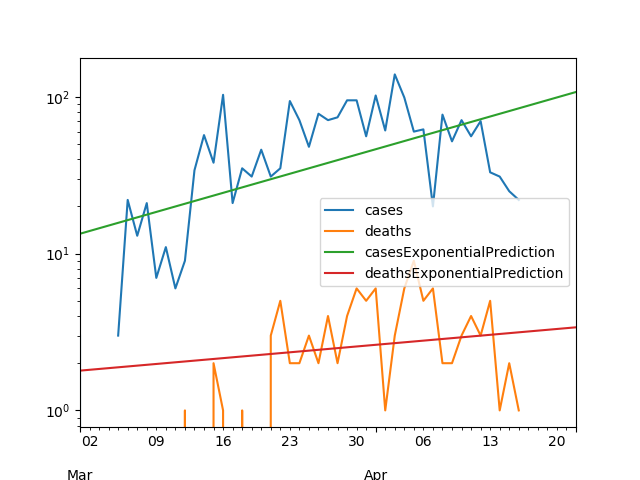 10²
10¹
10⁰
cases
deaths
casesExponentialPrediction
deathsExponentialPrediction
02 09 16 23 30 06 13 20
Mar Apr